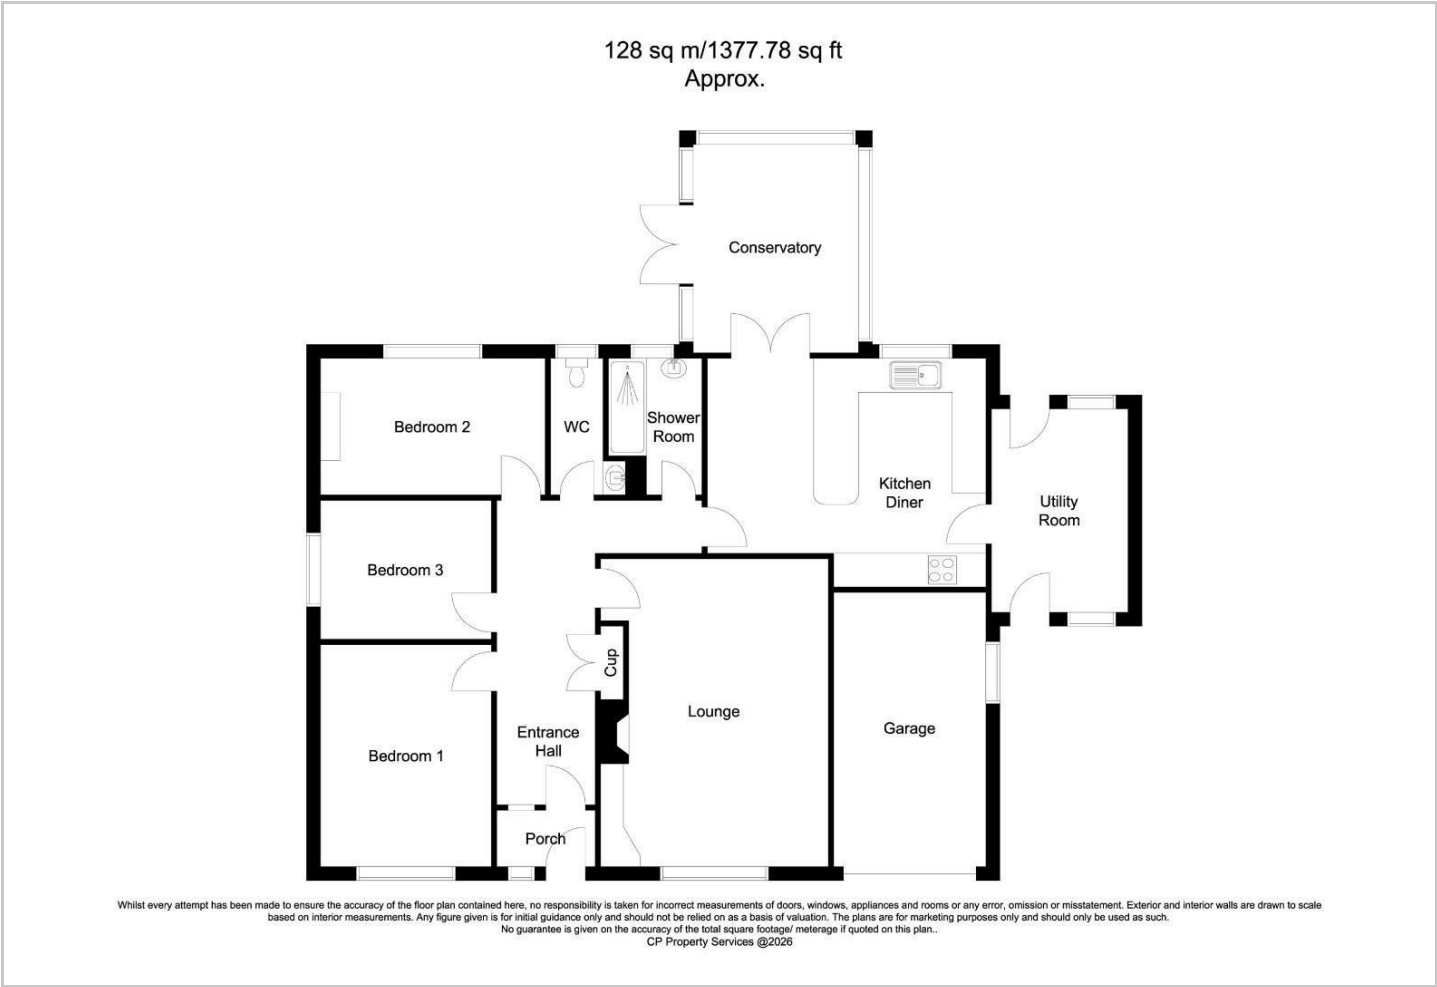 128 sq m/1377.78 sq ft
Approx.
Conservatory
Bedroom 2
WC
Shower
Room
Kitchen
Diner
Utility
Room
Bedroom 3
Cup
Lounge
Entrance
Hall
Garage
Bedroom 1
Porch
Whilst every attempt has been made to ensure the accuracy of the floor plan contained here, no responsibility is taken for incorrect measurements of doors, windows, appliances and rooms or any error, omission or misstatement. Exterior and interior walls are drawn to scale
based on interior measurements. Any figure given is for initial guidance only and should not be relied on as a basis of valuation. The plans are for marketing purposes only and should only be used as such.
No guarantee is given on the accuracy of the total square footage/ meterage if quoted on this plan..
CP Property Services @2026